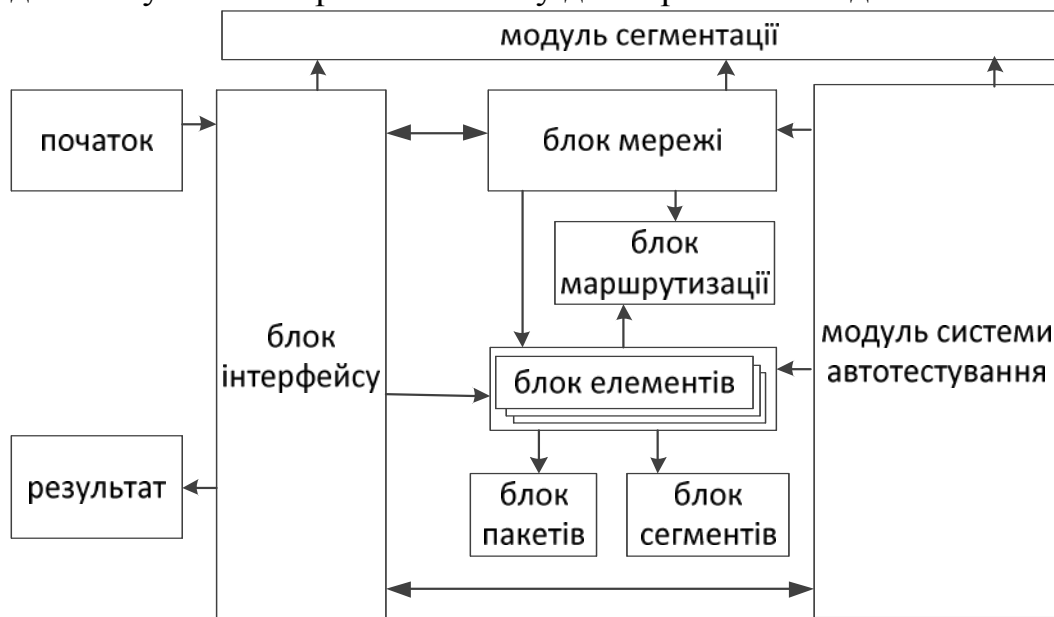 модуль сегментації
початок
блок мережі
блок
маршрутизації
блок
інтерфейсу
модуль системи
автотестування
блок елементів
результат
блок
пакетів
блок
сегментів